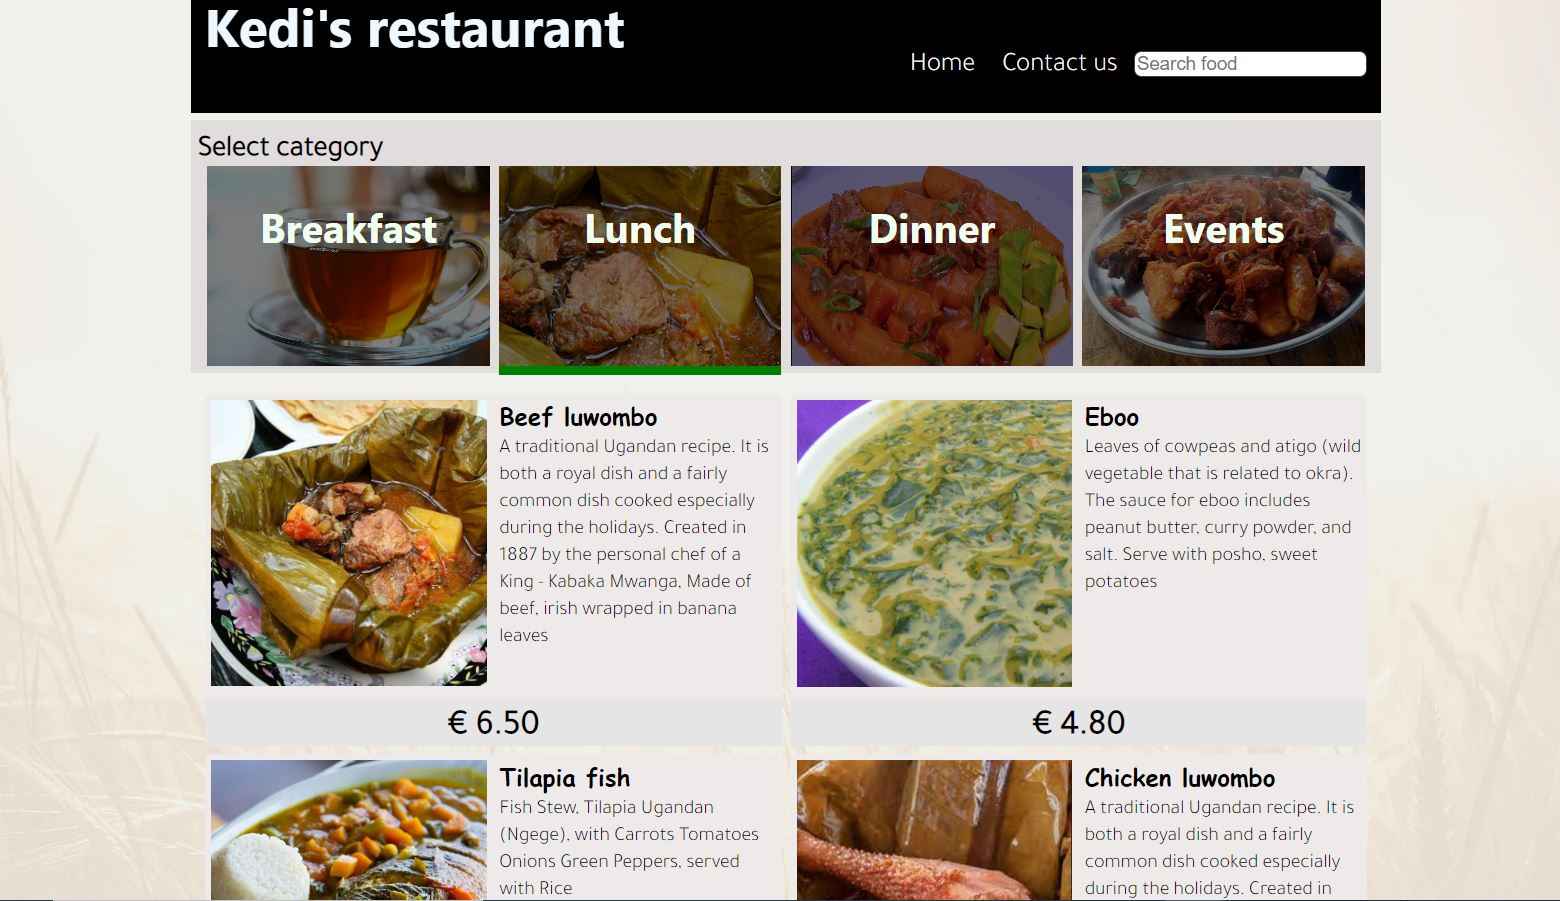 Kedi's restaurant
Home
Contact us
Search food
Select category
Breakfast
Lunch
Dinner
Events
Beef luwombo
A traditional Ugandan recipe. It is
both a royal dish and a fairly
common dish cooked especially
during the holidays. Created in
1887 by the personal chef of a
King - Kabaka Mwanga, Made of
beef, irish wrapped in banana
leaves
€ 6.50
Eboo
Leaves of cowpeas and atigo (wild
vegetable that is related to okra).
The sauce for eboo includes
peanut butter, curry powder, and
salt. Serve with posho, sweet
potatoes
€ 4.80
Tilapia fish
Fish Stew, Tilapia Ugandan
(Ngege), with Carrots Tomatoes
Onions Green Peppers, served
with Rice
Chicken luwombo
A traditional Ugandan recipe. It is
both a royal dish and a fairly
common dish cooked especially
during the holidays. Created in